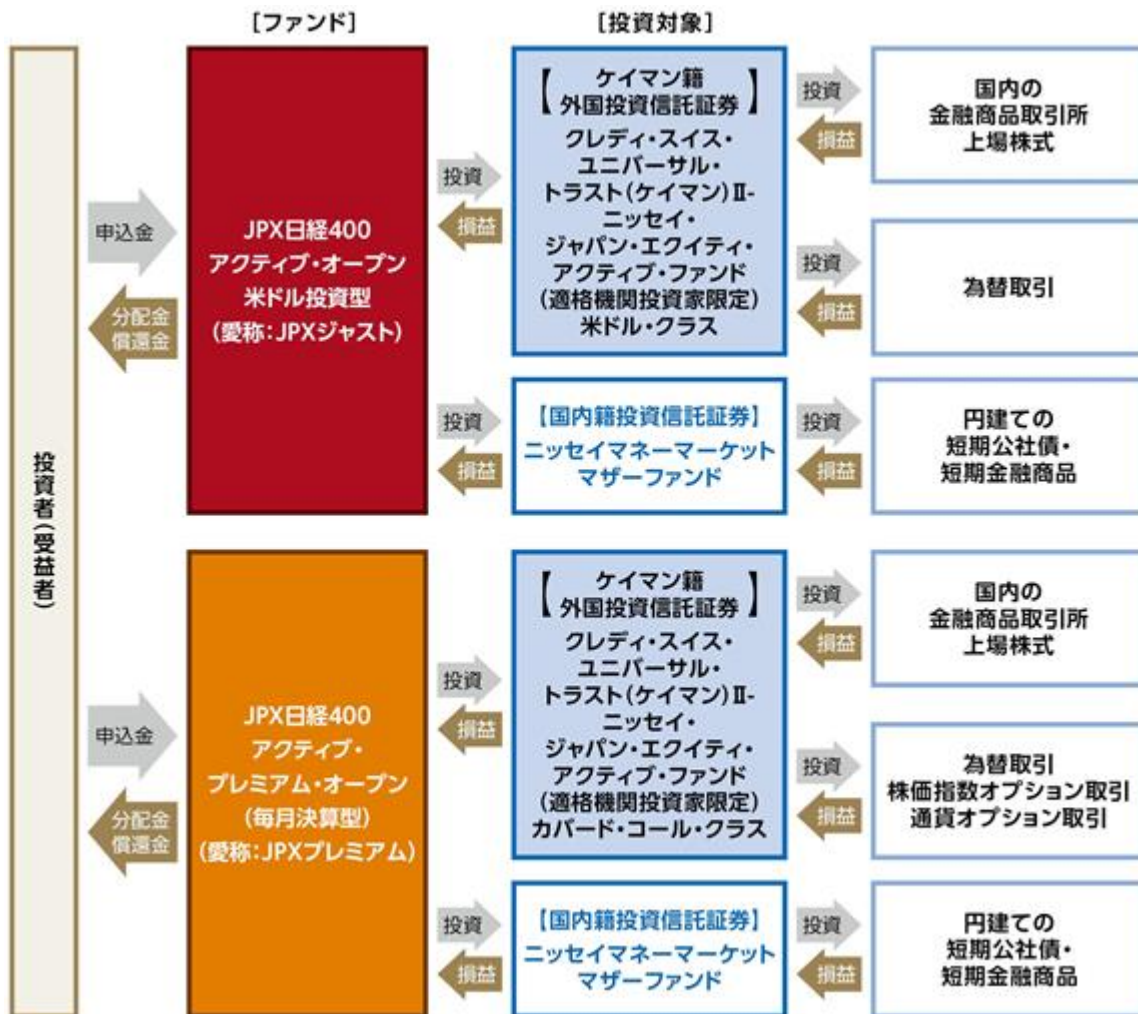 [ファンド]
[投資対象]
投資者(受益者)
申込金
分配金
償還金
JPX日経400
アクティブ・オープン
米ドル投資型
(愛称:JPXジャスト)
投資
損益
【ケイマン籍
外国投資信託証券】
クレディ・スイス・
ユニバーサル・
トラスト(ケイマン)Ⅱ-
ニッセイ・
ジャパン・エクイティ・
アクティブ・ファンド
(適格機関投資家限定)
米ドル・クラス
投資
損益
国内の
金融商品取引所
上場株式
投資
損益
為替取引
投資
損益
【国内籍投資信託証券】
ニッセイマネーマーケット
マザーファンド
投資
損益
円建ての
短期公社債・
短期金融商品
申込金
分配金
償還金
JPX日経400
アクティブ・
プレミアム・オープン
(毎月決算型)
(愛称:JPXプレミアム)
投資
損益
【ケイマン籍
外国投資信託証券】
クレディ・スイス・
ユニバーサル・
トラスト(ケイマン)Ⅱ-
ニッセイ・
ジャパン・エクイティ・
アクティブ・ファンド
(適格機関投資家限定)
カバード・コール・クラス
投資
損益
国内の
金融商品取引所
上場株式
投資
損益
為替取引
株価指数オプション取引
通貨オプション取引
投資
損益
【国内籍投資信託証券】
ニッセイマネーマーケット
マザーファンド
投資
損益
円建ての
短期公社債・
短期金融商品